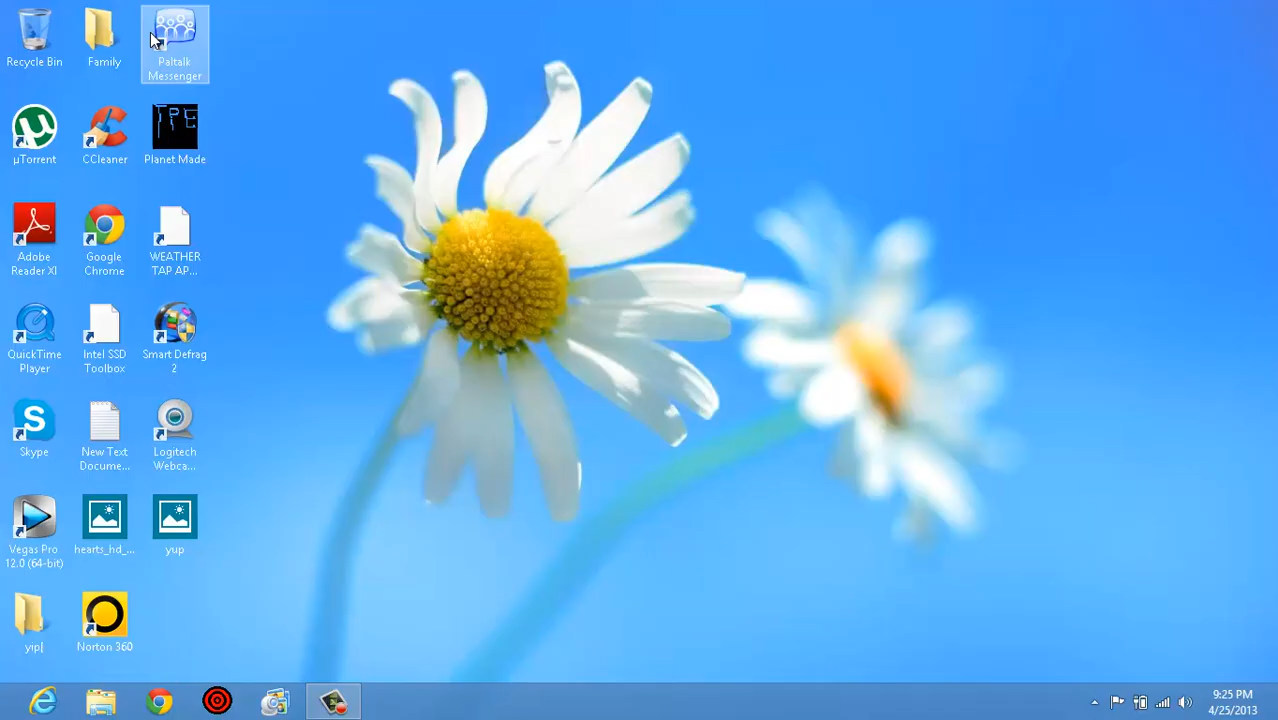 Recycle Bin
Family
Paltalk
Messenger
µTorrent
CCleaner
TPE
Planet Made
Adobe
Reader XI
Google
Chrome
WEATHER
TAP AP...
QuickTime
Player
Intel SSD
Toolbox
Smart Defrag
2
S
Skype
New Text
Docume...
Logitech
Webca...
Vegas Pro
12.0 (64-bit)
hearts_hd_...
yup
yip|
Norton 360
9:25 PM
4/25/2013